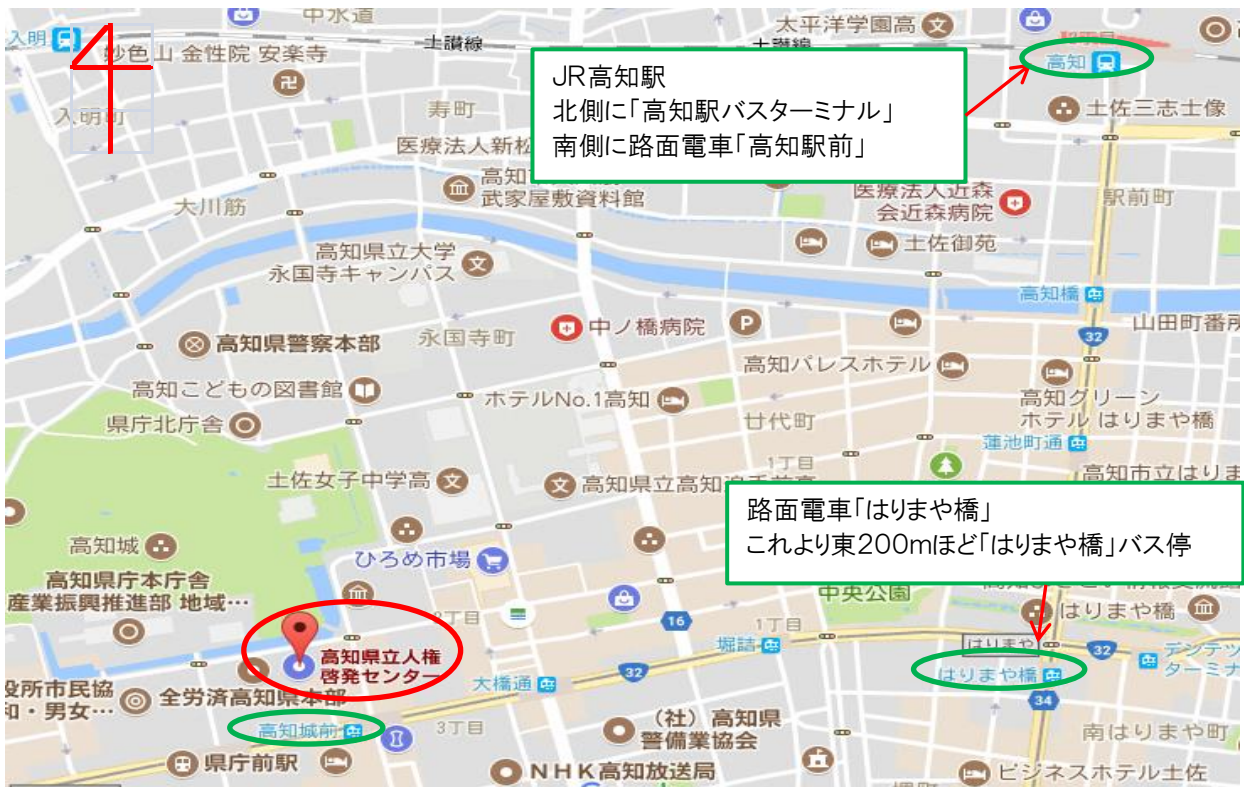 中水道
太平洋学園高
入明
妙色山 金性院 安楽寺
土讃線
土讃線
高知
JR高知駅
北側に「高知駅バスターミナル」
南側に路面電車「高知駅前」
土佐三志士像
入明町
寿町
医療法人新松
高知
武家屋敷資料館
医療法人近森
会近森病院
駅前町
大川筋
土佐御苑
高知県立大学
永国寺キャンパス
高知橋
中ノ橋病院
山田町番所
高知県警察本部
永国寺町
32
高知パレスホテル
高知こどもの図書館
ホテルNo.1高知
高知グリーン
ホテル はりまや橋
県庁北庁舎
廿代町
蓮池町通
1丁目
土佐女子中学高
高知県立高知追手前高
高知市立はりま
路面電車「はりまや橋」
これより東200mほど「はりまや橋」バス停
高知城
ひろめ市場
高知県庁本庁舎
産業振興推進部 地域…
中央公園
はりまや橋
2丁目
16
1丁目
堀詰
はりまや
32
デンテツ
ターミナ
高知県立人権
啓発センター
大橋通
32
はりまや橋
役所市民協
和・男女…
全労済高知県本部
34
高知城前
3丁目
(社)高知県
警備業協会
南はりまや町
県庁前駅
NHK高知放送局
ビジネスホテル土佐